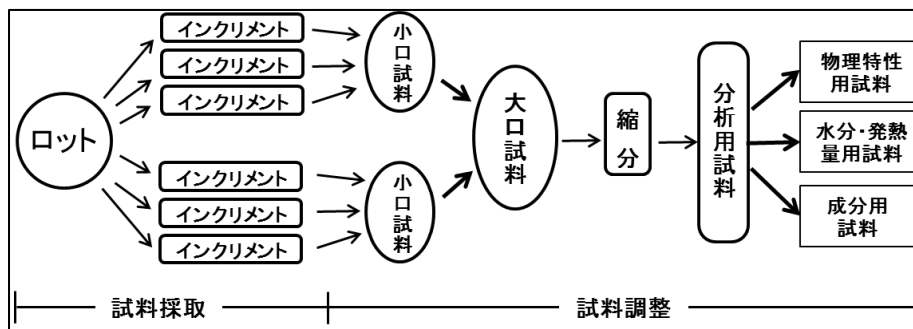 ロット
インクリメント
インクリメント
インクリメント
インクリメント
インクリメント
インクリメント
小口試料
小口試料
大口試料
縮分
分析用試料
物理特性
用試料
水分・発熱
量用試料
成分用
試料
試料採取
試料調整